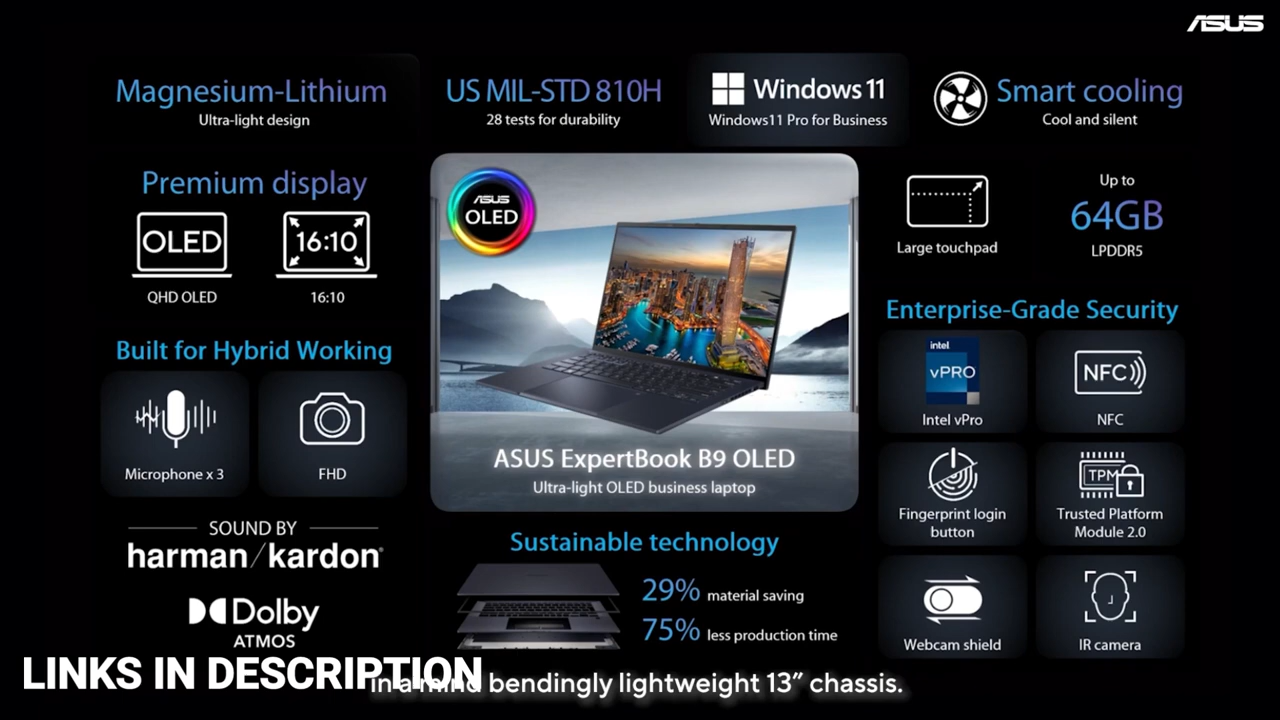 ASUS
Magnesium-Lithium
Ultra-light design
US MIL-STD 810H
28 tests for durability
Windows 11
Windows11 Pro for Business
Smart cooling
Cool and silent
Premium display
OLED
QHD OLED
16:10
16:10
ASUS
OLED
Large touchpad
Up to
64GB
LPDDR5
Built for Hybrid Working
Microphone x 3
FHD
ASUS ExpertBook B9 OLED
Ultra-light OLED business laptop
Enterprise-Grade Security
intel
vPRO
Intel vPro
NFC
NFC
Fingerprint login
button
TPM
Trusted Platform
Module 2.0
Webcam shield
IR camera
SOUND BY
harman/kardon®
Dolby
ATMOS
Sustainable technology
29% material saving
75% less production time
LINKS IN DESCRIPTION
in a mind bendingly lightweight 13” chassis.